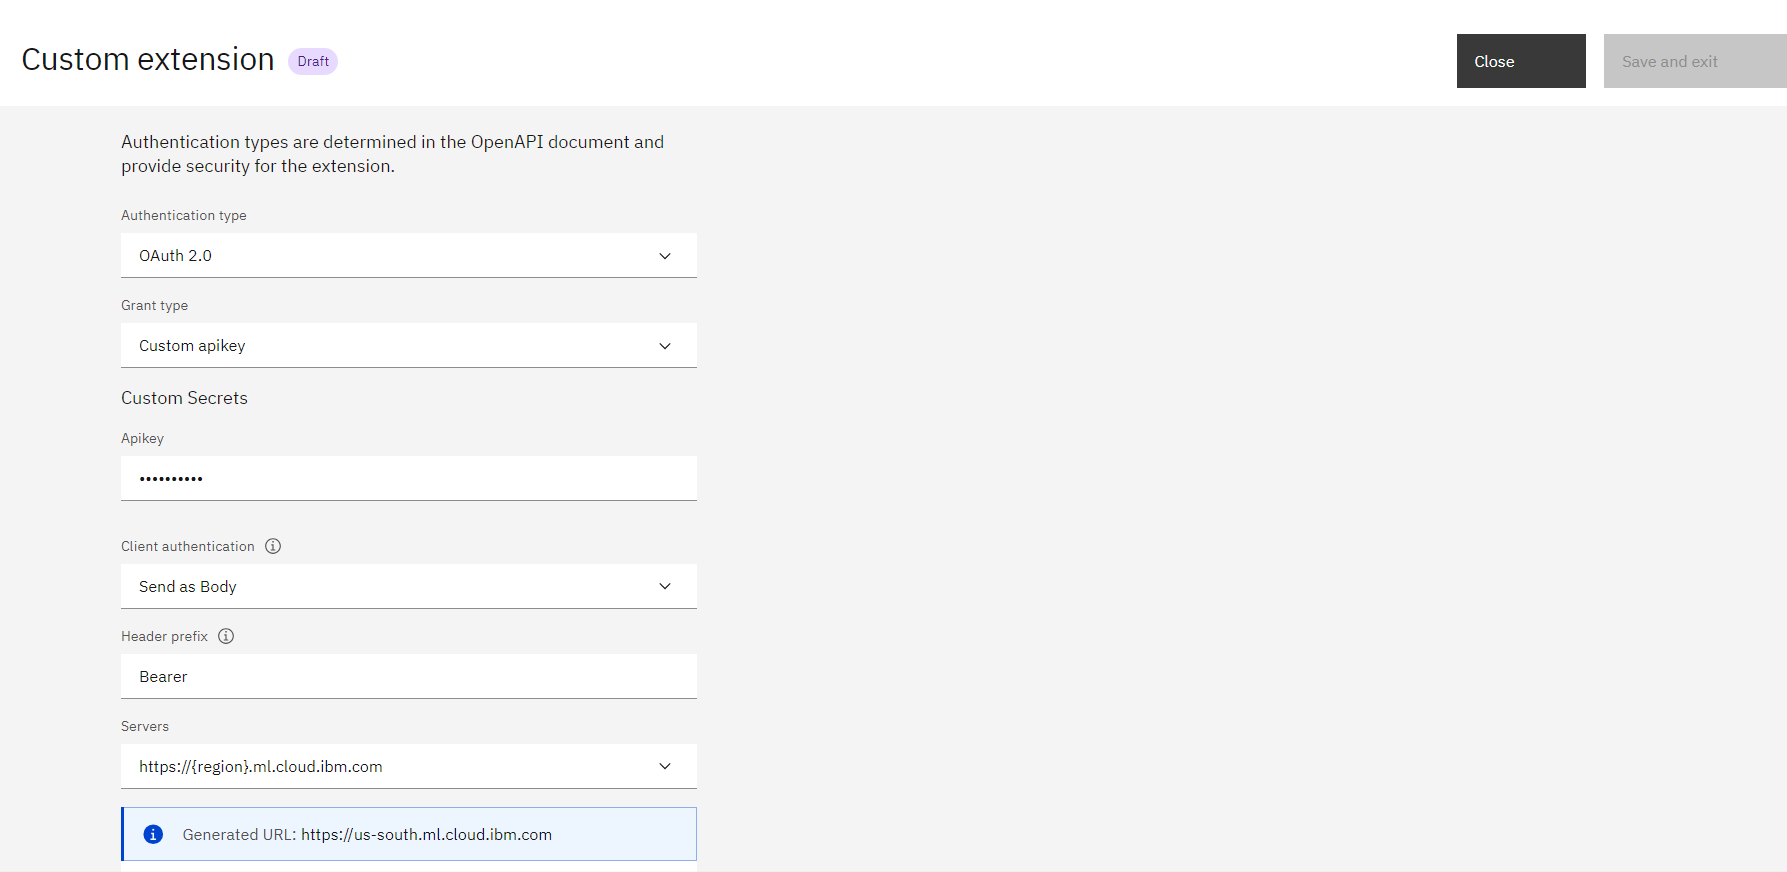 Custom extension
Draft
Close
Save and exit
Authentication types are determined in the OpenAPI document and
provide security for the extension.
Authentication type
OAuth 2.0
Grant type
Custom apikey
Custom Secrets
Apikey
••••••••••
Client authentication
Send as Body
Header prefix
Bearer
Servers
https://{region}.ml.cloud.ibm.com
Generated URL: https://us-south.ml.cloud.ibm.com